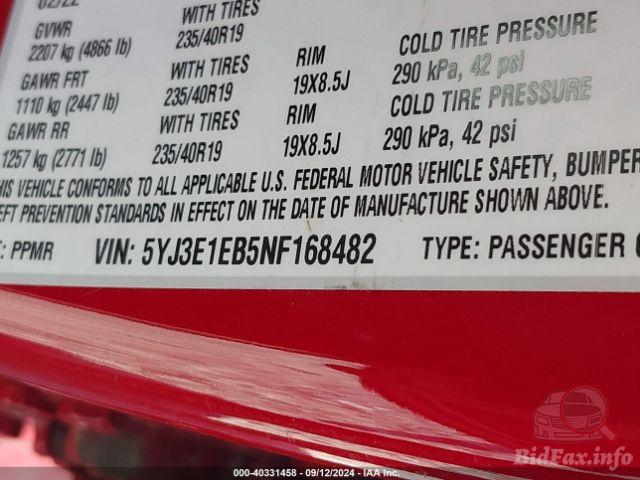 02/22
GVWR WITH TIRES RIM COLD TIRE PRESSURE
2207 kg (4866 lb) 235/40R19 19X8.5J 290 kPa, 42 psi
GAWR FRT WITH TIRES RIM COLD TIRE PRESSURE
1110 kg (2447 lb) 235/40R19 19X8.5J 290 kPa, 42 psi
GAWR RR WITH TIRES
1257 kg (2771 lb) 235/40R19
THIS VEHICLE CONFORMS TO ALL APPLICABLE U.S. FEDERAL MOTOR VEHICLE SAFETY, BUMPER
EFT PREVENTION STANDARDS IN EFFECT ON THE DATE OF MANUFACTURE SHOWN ABOVE.
: PPMR VIN: 5YJ3E1EB5NF168482 TYPE: PASSENGER
BidFax.info
000-40331458 - 09/12/2024 - IAA Inc.